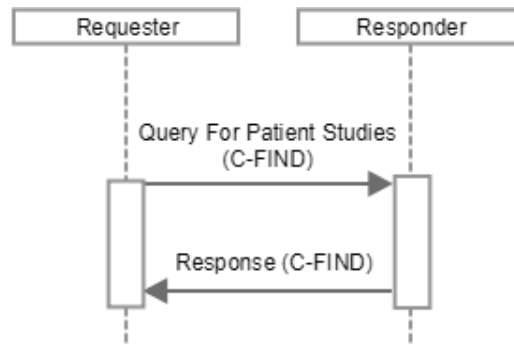 Requester
Responder
Query For Patient Studies
(C-FIND)
Response (C-FIND)